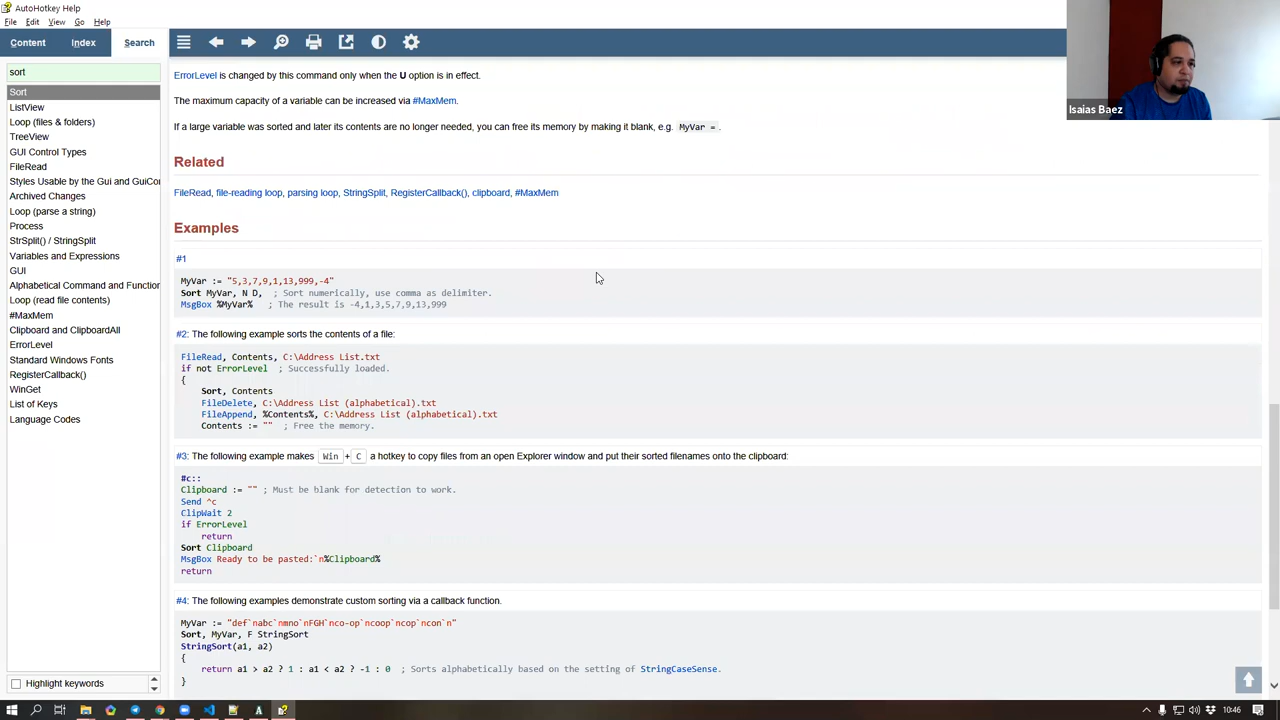 AutoHotkey Help
File Edit View Go Help
Content Index Search
sort
Sort
ListView
Loop (files & folders)
TreeView
GUI Control Types
FileRead
Styles Usable by the Gui and GuiCor
Archived Changes
Loop (parse a string)
Process
StrSplit() / StringSplit
Variables and Expressions
GUI
Alphabetical Command and Function
Loop (read file contents)
#MaxMem
Clipboard and ClipboardAll
ErrorLevel
Standard Windows Fonts
RegisterCallback()
WinGet
List of Keys
Language Codes
Highlight keywords
ErrorLevel is changed by this command only when the U option is in effect.
The maximum capacity of a variable can be increased via #MaxMem.
If a large variable was sorted and later its contents are no longer needed, you can free its memory by making it blank, e.g. MyVar = .
Related
FileRead, file-reading loop, parsing loop, StringSplit, RegisterCallback(), clipboard, #MaxMem
Examples
#1
MyVar := "5,3,7,9,1,13,999,-4"
Sort MyVar, N D,  ; Sort numerically, use comma as delimiter.
MsgBox %MyVar%   ; The result is -4,1,3,5,7,9,13,999
#2: The following example sorts the contents of a file:
FileRead, Contents, C:\Address List.txt
if not ErrorLevel  ; Successfully loaded.
{
Sort, Contents
FileDelete, C:\Address List (alphabetical).txt
FileAppend, %Contents%, C:\Address List (alphabetical).txt
Contents := ""  ; Free the memory.
#3: The following example makes Win + C a hotkey to copy files from an open Explorer window and put their sorted filenames onto the clipboard:
#c::
Clipboard := "" ; Must be blank for detection to work.
Send ^c
ClipWait 2
if ErrorLevel
return
Sort Clipboard
MsgBox Ready to be pasted:`n%Clipboard%
return
#4: The following examples demonstrate custom sorting via a callback function.
MyVar := "def`nabc`nmno`nFGH`nco-op`ncoop`ncop`ncon`n"
Sort, MyVar, F StringSort
StringSort(a1, a2)
{
return a1 > a2 ? 1 : a1 < a2 ? -1 : 0  ; Sorts alphabetically based on the setting of StringCaseSense.
}
Isaias Baez
10:46